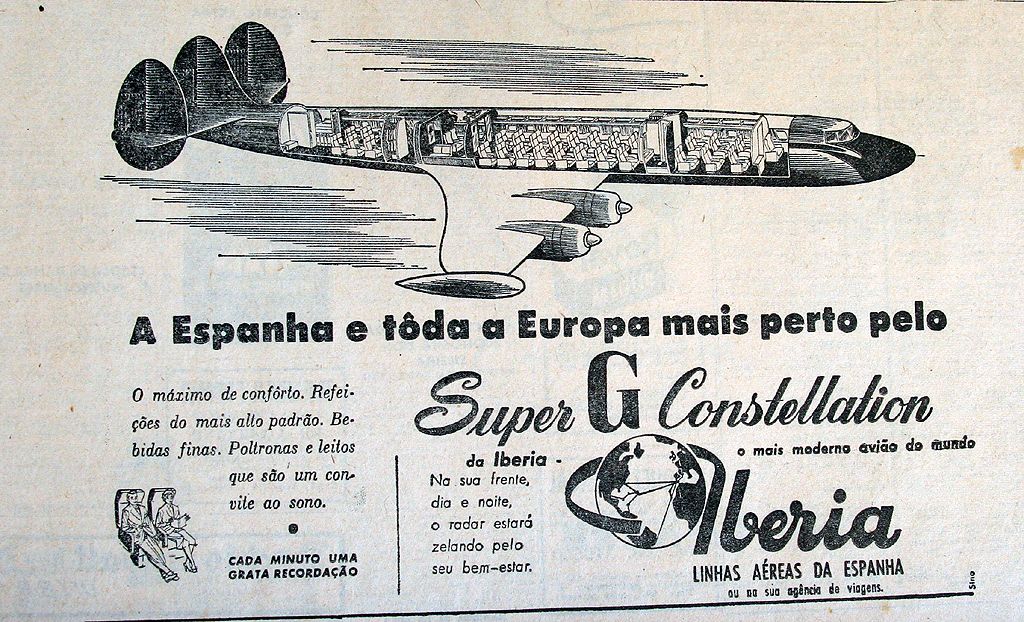 A Espanha e tôda a Europa mais perto pelo
Super G Constellation
da Iberia -
o mais moderno avião do mundo
O máximo de confôrto. Refei-
ções do mais alto padrão. Be-
bidas finas. Poltronas e leitos
que são um con-
vite ao sono.
CADA MINUTO UMA
GRATA RECORDAÇÃO
Na sua frente,
dia e noite,
o radar estará
zelando pelo
seu bem-estar.
Iberia
LINHAS AÉREAS DA ESPANHA
ou na sua agência de viagens.
Sino